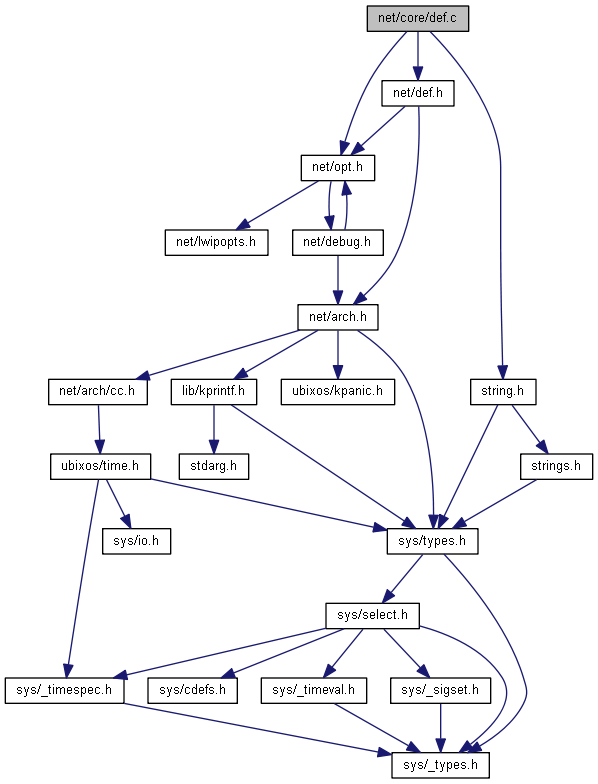 net/core/def.c
net/def.h
net/opt.h
net/lwipopts.h
net/debug.h
net/arch.h
net/arch/cc.h
lib/kprintf.h
ubixos/kpanic.h
string.h
ubixos/time.h
stdarg.h
strings.h
sys/io.h
sys/types.h
sys/select.h
sys/_timespec.h
sys/cdefs.h
sys/_timeval.h
sys/_sigset.h
sys/_types.h